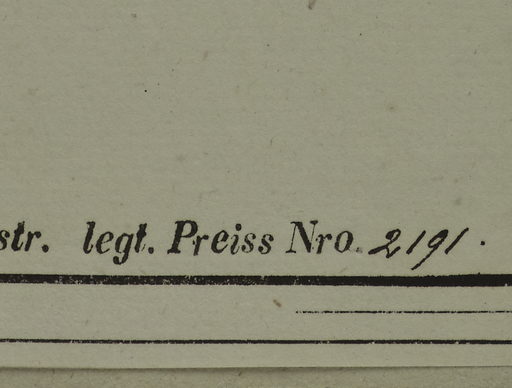 str. legt. Preiss Nro. 2191.